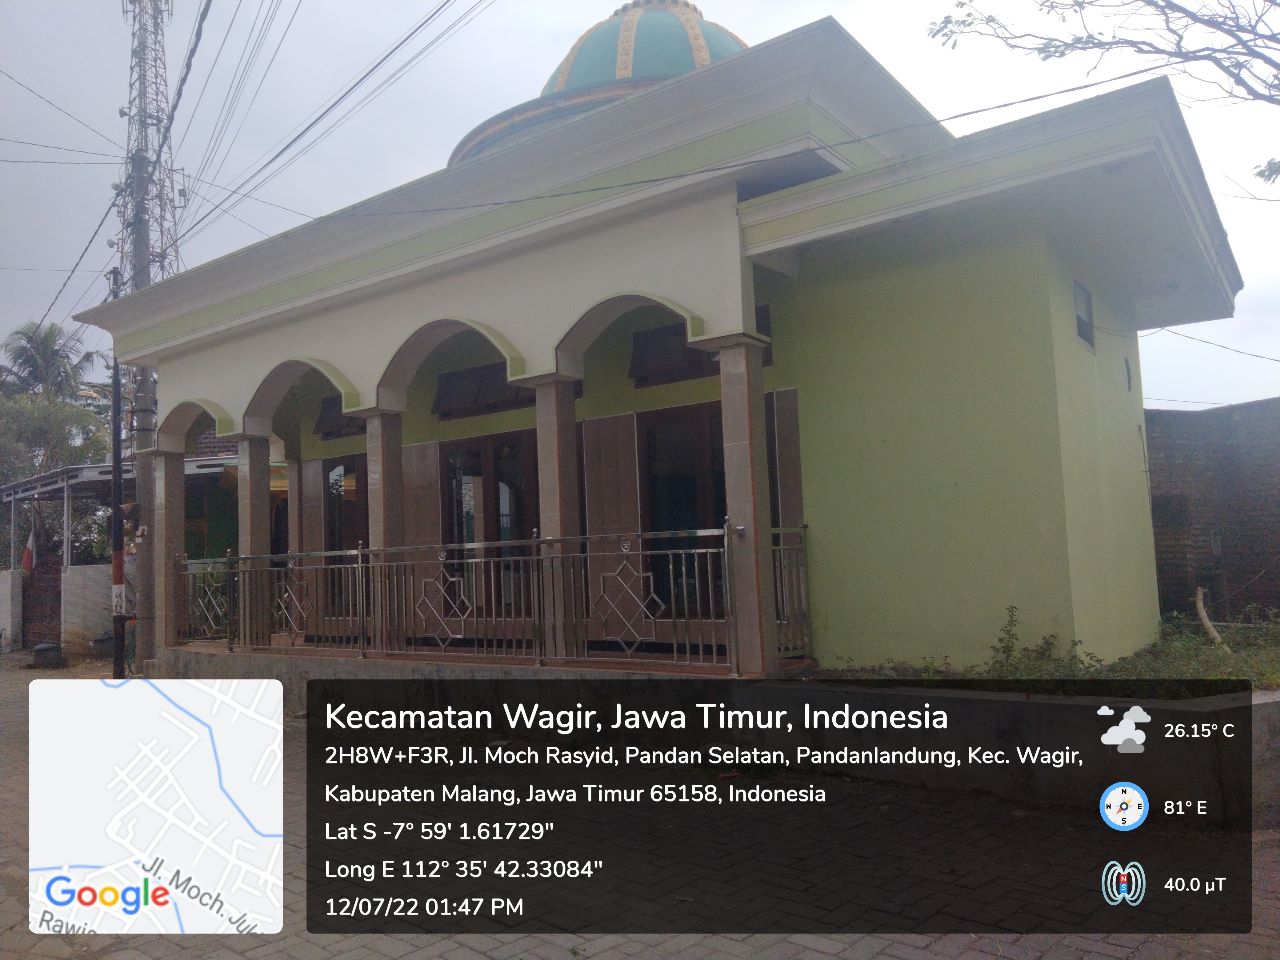 Kecamatan Wagir, Jawa Timur, Indonesia
2H8W+F3R, Jl. Moch Rasyid, Pandan Selatan, Pandanlandung, Kec. Wagir,
Kabupaten Malang, Jawa Timur 65158, Indonesia
Lat S -7° 59' 1.61729"
Long E 112° 35' 42.33084"
12/07/22 01:47 PM
26.15° C
N
W E
S
81° E
N
S
40.0 µT
Jl. Moch.
Google